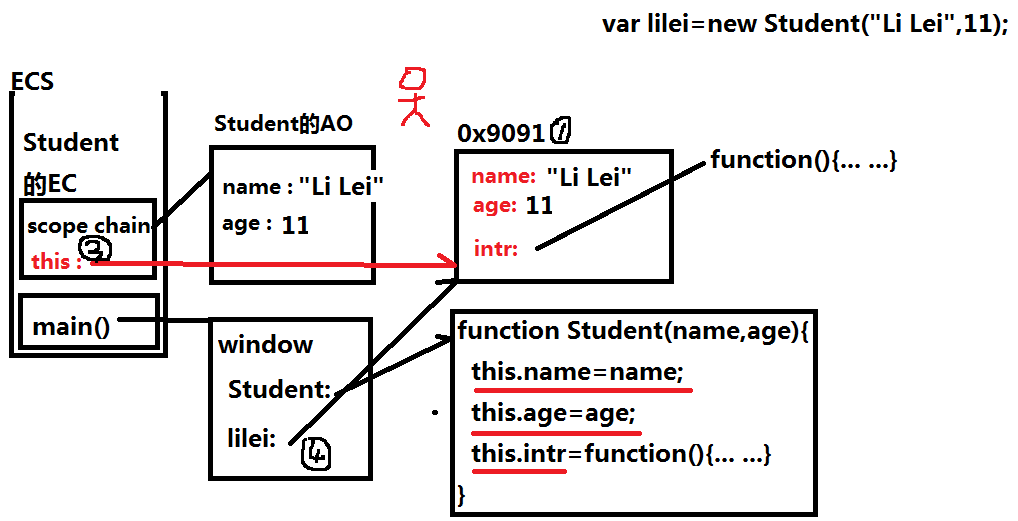 var lilei=new Student("Li Lei",11);
ECS
Student
的EC
scope chain
this : ③
main()
Student的AO
name : "Li Lei"
age : 11
0x9091 ①
name: "Li Lei"
age: 11
intr:
function(){... ...}
window
Student:
lilei: ④
function Student(name,age){
this.name=name;
this.age=age;
this.intr=function(){... ...}
}